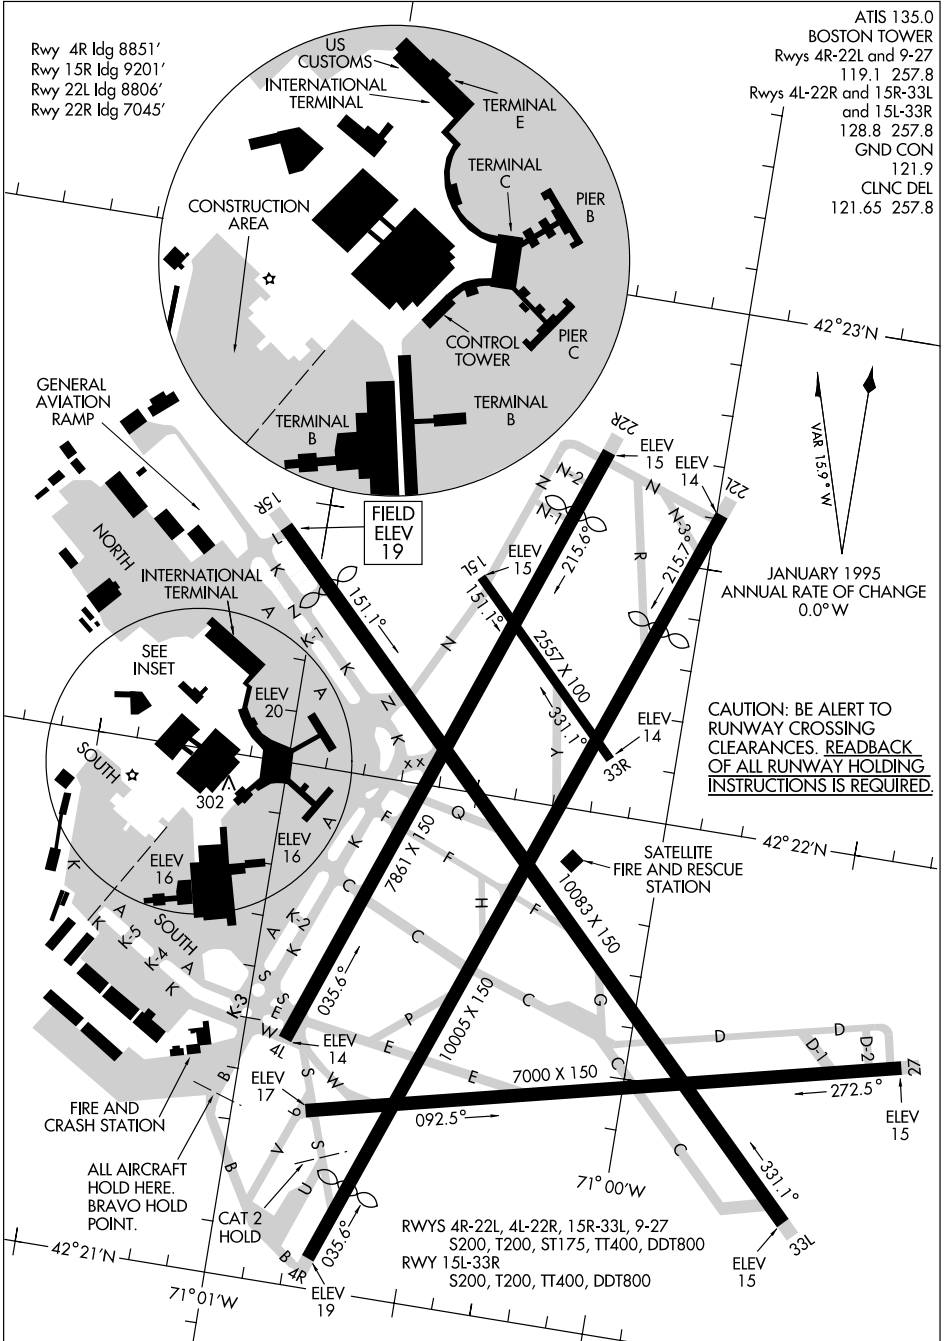 Rwy 4R ldg 8851'
Rwy 15R ldg 9201'
Rwy 22L ldg 8806'
Rwy 22R ldg 7045'
ATIS 135.0
BOSTON TOWER
Rwys 4R-22L and 9-27
119.1 257.8
Rwys 4L-22R and 15R-33L
and 15L-33R
128.8 257.8
GND CON
121.9
CLNC DEL
121.65 257.8
US
CUSTOMS
INTERNATIONAL
TERMINAL
TERMINAL
E
TERMINAL
C
PIER
B
CONSTRUCTION
AREA
CONTROL
TOWER
PIER
C
TERMINAL
B
TERMINAL
B
42°23'N
VAR 15.9° W
JANUARY 1995
ANNUAL RATE OF CHANGE
0.0° W
GENERAL
AVIATION
RAMP
NORTH
INTERNATIONAL
TERMINAL
SEE
INSET
ELEV
20
SOUTH
302
ELEV
16
ELEV
16
SOUTH
15R
FIELD
ELEV
19
L
K
A
N
K-1
K
A
N
K
151.1°
22R
ELEV
15
ELEV
14
22L
N-2
N
N-1
N
N-3
R
215.6°
215.7°
15L
ELEV
15
151.1°
2557 X 100
331.1°
ELEV
14
33R
N
Y
CAUTION: BE ALERT TO
RUNWAY CROSSING
CLEARANCES. READBACK
OF ALL RUNWAY HOLDING
INSTRUCTIONS IS REQUIRED.
x x
Q
F
F
H
F
A
K
C
C
C
C
G
7861 X 150
42°22'N
SATELLITE
FIRE AND RESCUE
STATION
10083 X 150
K
A
K
K-5
K-4
A
K
K-2
A
K
S
S
K-3
E
W
4L
035.6°
ELEV
14
P
E
E
10005 X 150
D
D
D-1
D-2
27
7000 X 150
272.5°
ELEV
15
S
W
B
ELEV
17
9
092.5°
FIRE AND
CRASH STATION
ALL AIRCRAFT
HOLD HERE.
BRAVO HOLD
POINT.
B
V
S
U
CAT 2
HOLD
035.6°
B
4R
ELEV
19
C
71°00'W
331.1°
33L
ELEV
15
RWYS 4R-22L, 4L-22R, 15R-33L, 9-27
S200, T200, ST175, TT400, DDT800
RWY 15L-33R
S200, T200, TT400, DDT800
42°21'N
71°01'W